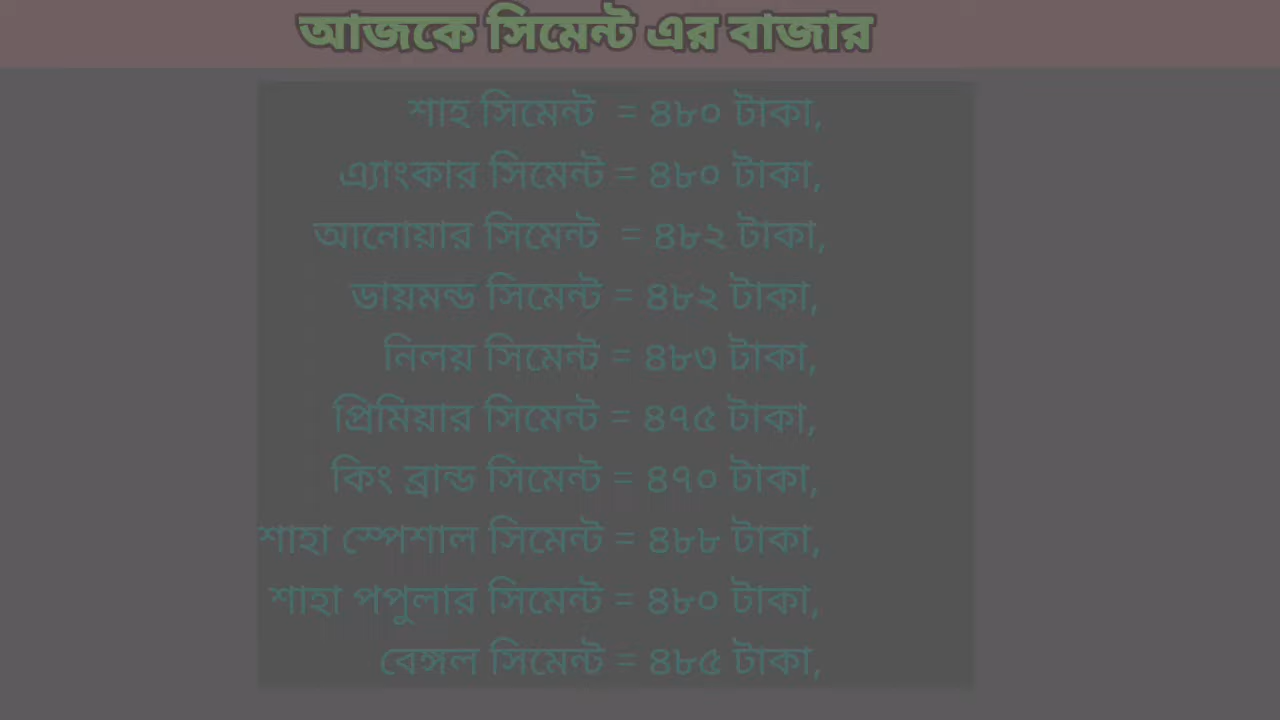 আজকে সিমেন্ট এর বাজার
শাহ সিমেন্ট = ৪৮০ টাকা,
এ্যাংকার সিমেন্ট = ৪৮০ টাকা,
আনোয়ার সিমেন্ট = ৪৮২ টাকা,
ডায়মন্ড সিমেন্ট = ৪৮২ টাকা,
নিলয় সিমেন্ট = ৪৮৩ টাকা,
প্রিমিয়ার সিমেন্ট = ৪৭৫ টাকা,
কিং ব্রান্ড সিমেন্ট = ৪৭০ টাকা,
শাহা স্পেশাল সিমেন্ট = ৪৮৮ টাকা,
শাহা পপুলার সিমেন্ট = ৪৮০ টাকা,
বেঙ্গল সিমেন্ট = ৪৮৫ টাকা,